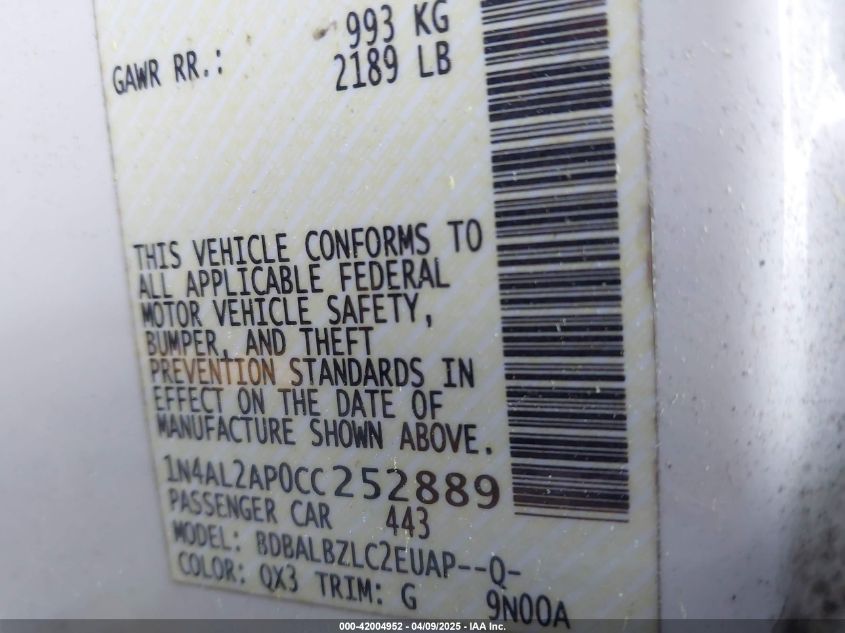 993 KG
GAWR RR.: 2189 LB
THIS VEHICLE CONFORMS TO
ALL APPLICABLE FEDERAL
MOTOR VEHICLE SAFETY,
BUMPER, AND THEFT
PREVENTION STANDARDS IN
EFFECT ON THE DATE OF
MANUFACTURE SHOWN ABOVE.
1N4AL2AP0CC252889
PASSENGER CAR 443
MODEL: BDBALBZLC2EUAP--Q-
COLOR: QX3 TRIM: G 9N00A
000-42004952 - 04/09/2025 - IAA Inc.